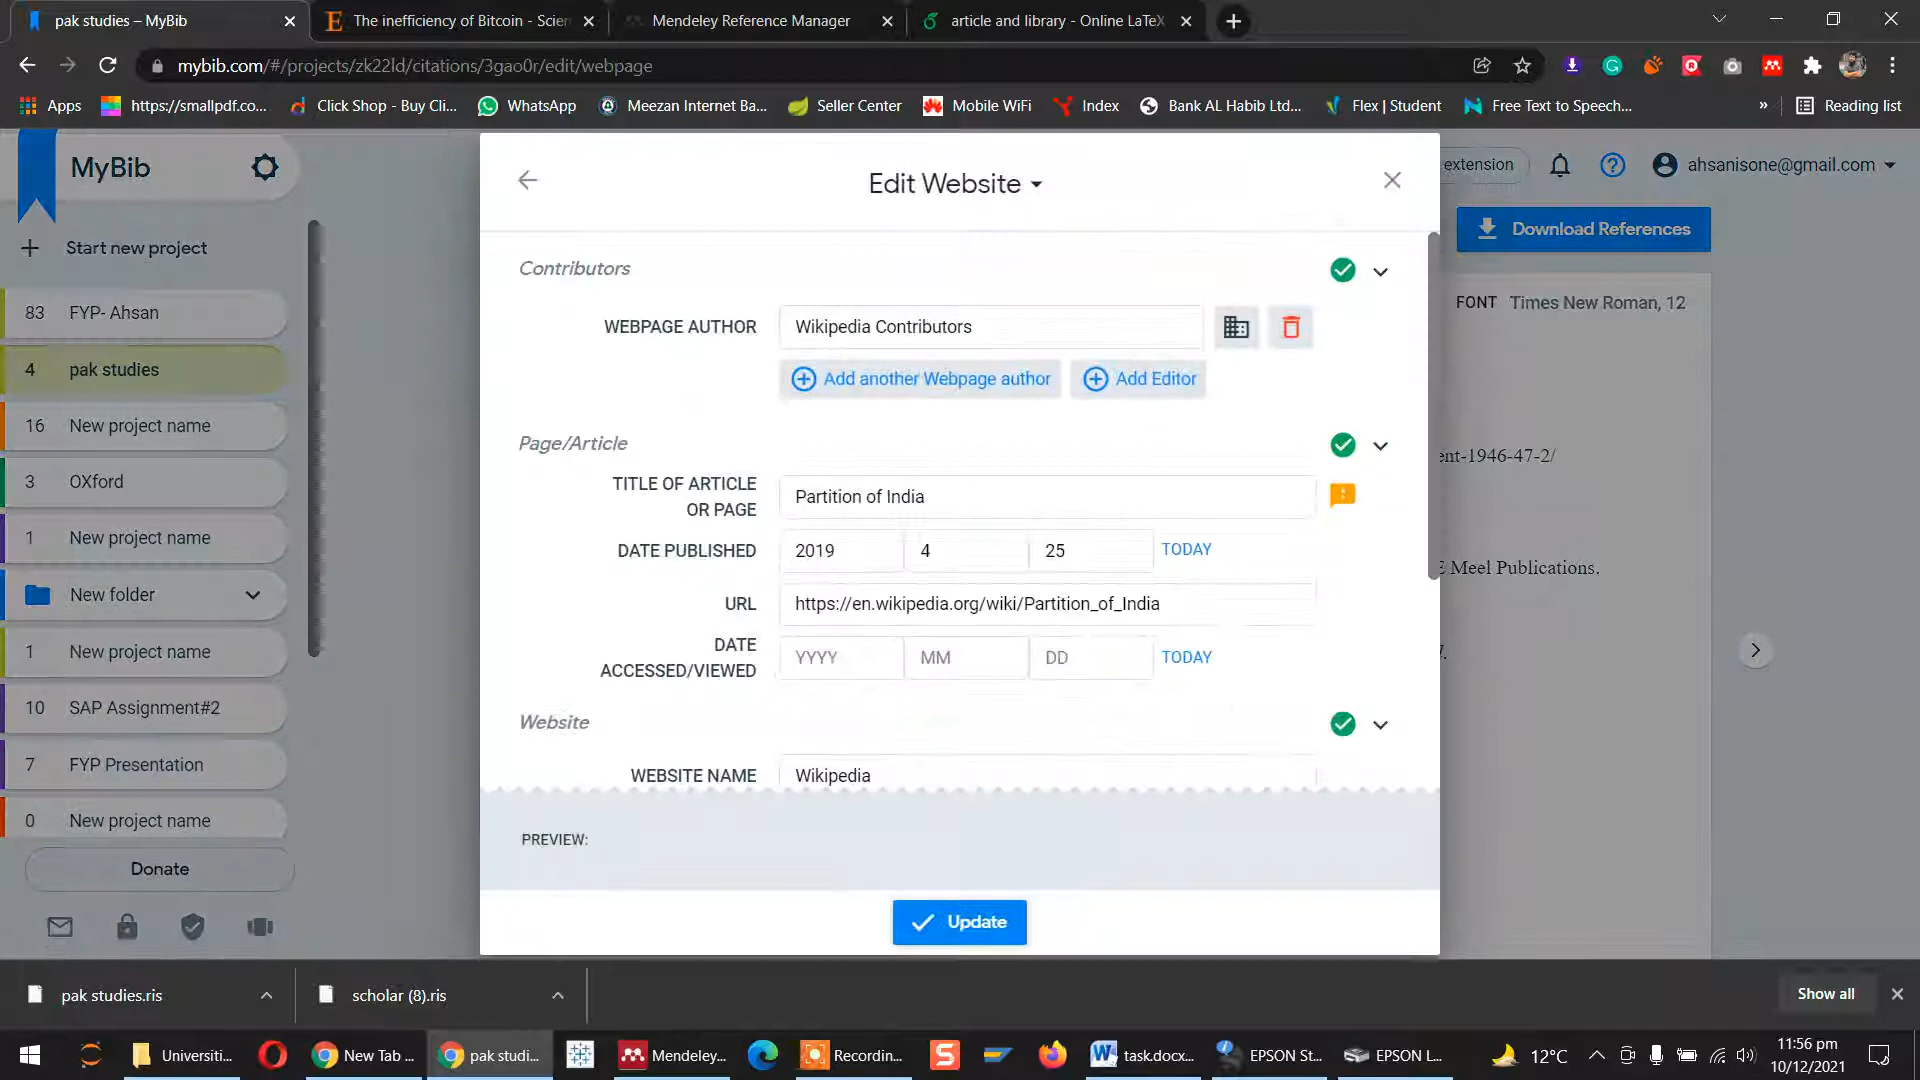 pak studies – MyBib
The inefficiency of Bitcoin - Scien
Mendeley Reference Manager
article and library - Online LaTeX
mybib.com/#/projects/zk22ld/citations/3gao0r/edit/webpage
Apps
https://smallpdf.co...
Click Shop - Buy Cli...
WhatsApp
Meezan Internet Ba...
Seller Center
Mobile WiFi
Index
Bank AL Habib Ltd...
Flex | Student
Free Text to Speech...
»
Reading list
MyBib
Edit Website
extension
ahsanisone@gmail.com
Start new project
Download References
Contributors
83 FYP- Ahsan
WEBPAGE AUTHOR Wikipedia Contributors
FONT Times New Roman, 12
4 pak studies
Add another Webpage author
Add Editor
16 New project name
Page/Article
ent-1946-47-2/
3 OXford
TITLE OF ARTICLE
OR PAGE
Partition of India
1 New project name
DATE PUBLISHED 2019 4 25 TODAY
Meel Publications.
New folder
URL https://en.wikipedia.org/wiki/Partition_of_India
1 New project name
DATE
ACCESSED/VIEWED
YYYY MM DD TODAY
10 SAP Assignment#2
Website
7 FYP Presentation
WEBSITE NAME Wikipedia
0 New project name
PREVIEW:
Donate
Update
pak studies.ris
scholar (8).ris
Show all
Universiti...
New Tab ...
pak studi...
Mendeley...
Recordin...
task.docx...
EPSON St...
EPSON L...
12°C
11:56 pm
10/12/2021